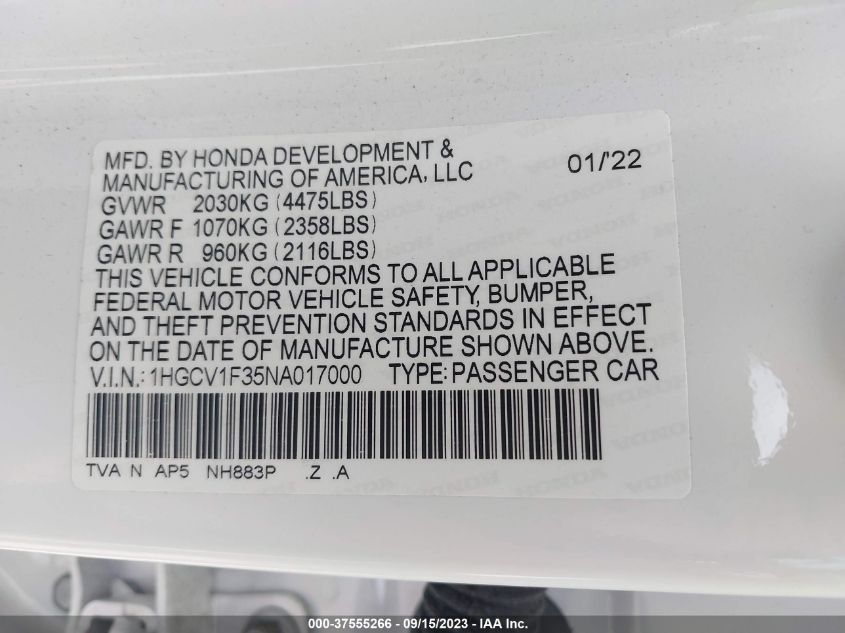 MFD. BY HONDA DEVELOPMENT &
MANUFACTURING OF AMERICA, LLC 01/'22
GVWR 2030KG (4475LBS)
GAWR F 1070KG (2358LBS)
GAWR R 960KG (2116LBS)
THIS VEHICLE CONFORMS TO ALL APPLICABLE
FEDERAL MOTOR VEHICLE SAFETY, BUMPER,
AND THEFT PREVENTION STANDARDS IN EFFECT
ON THE DATE OF MANUFACTURE SHOWN ABOVE.
V.I.N.: 1HGCV1F35NA017000 TYPE: PASSENGER CAR
TVA N AP5 NH883P .Z .A
000 -37555266 - 09/15/2023 - IAA Inc.